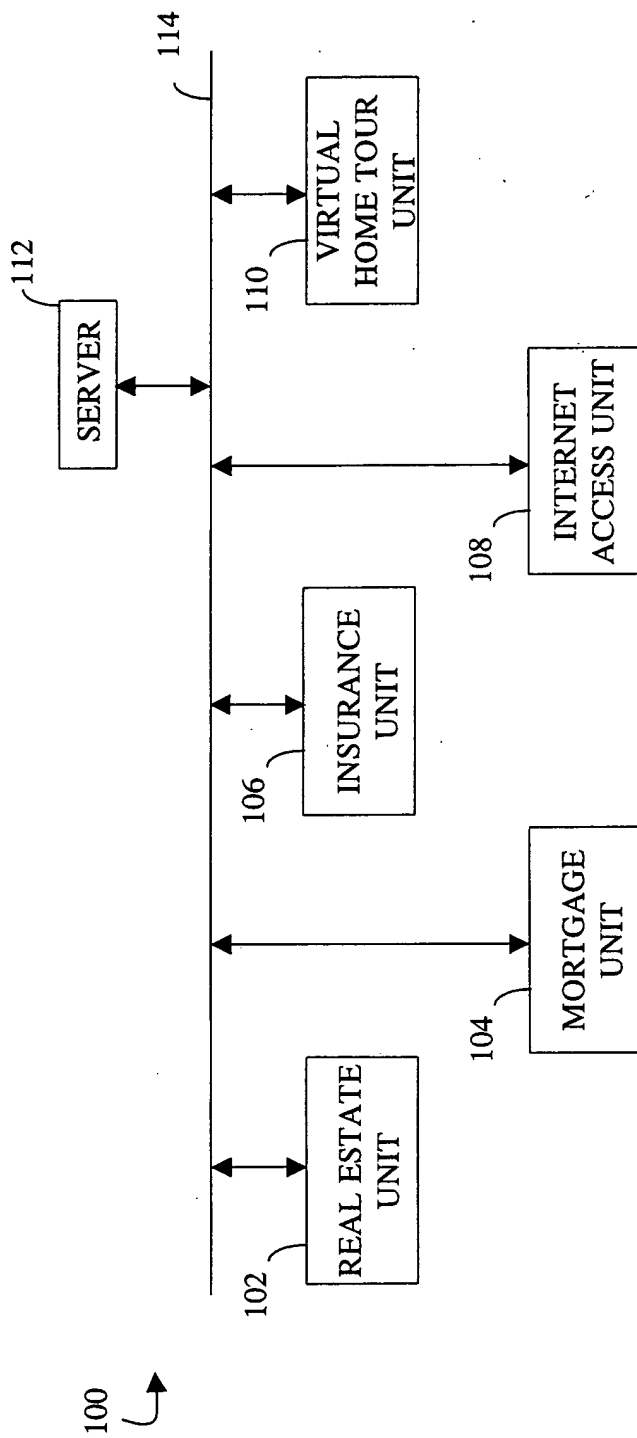 100
112
SERVER
114
102
REAL ESTATE
UNIT
104
MORTGAGE
UNIT
106
INSURANCE
UNIT
108
INTERNET
ACCESS UNIT
110
VIRTUAL
HOME TOUR
UNIT